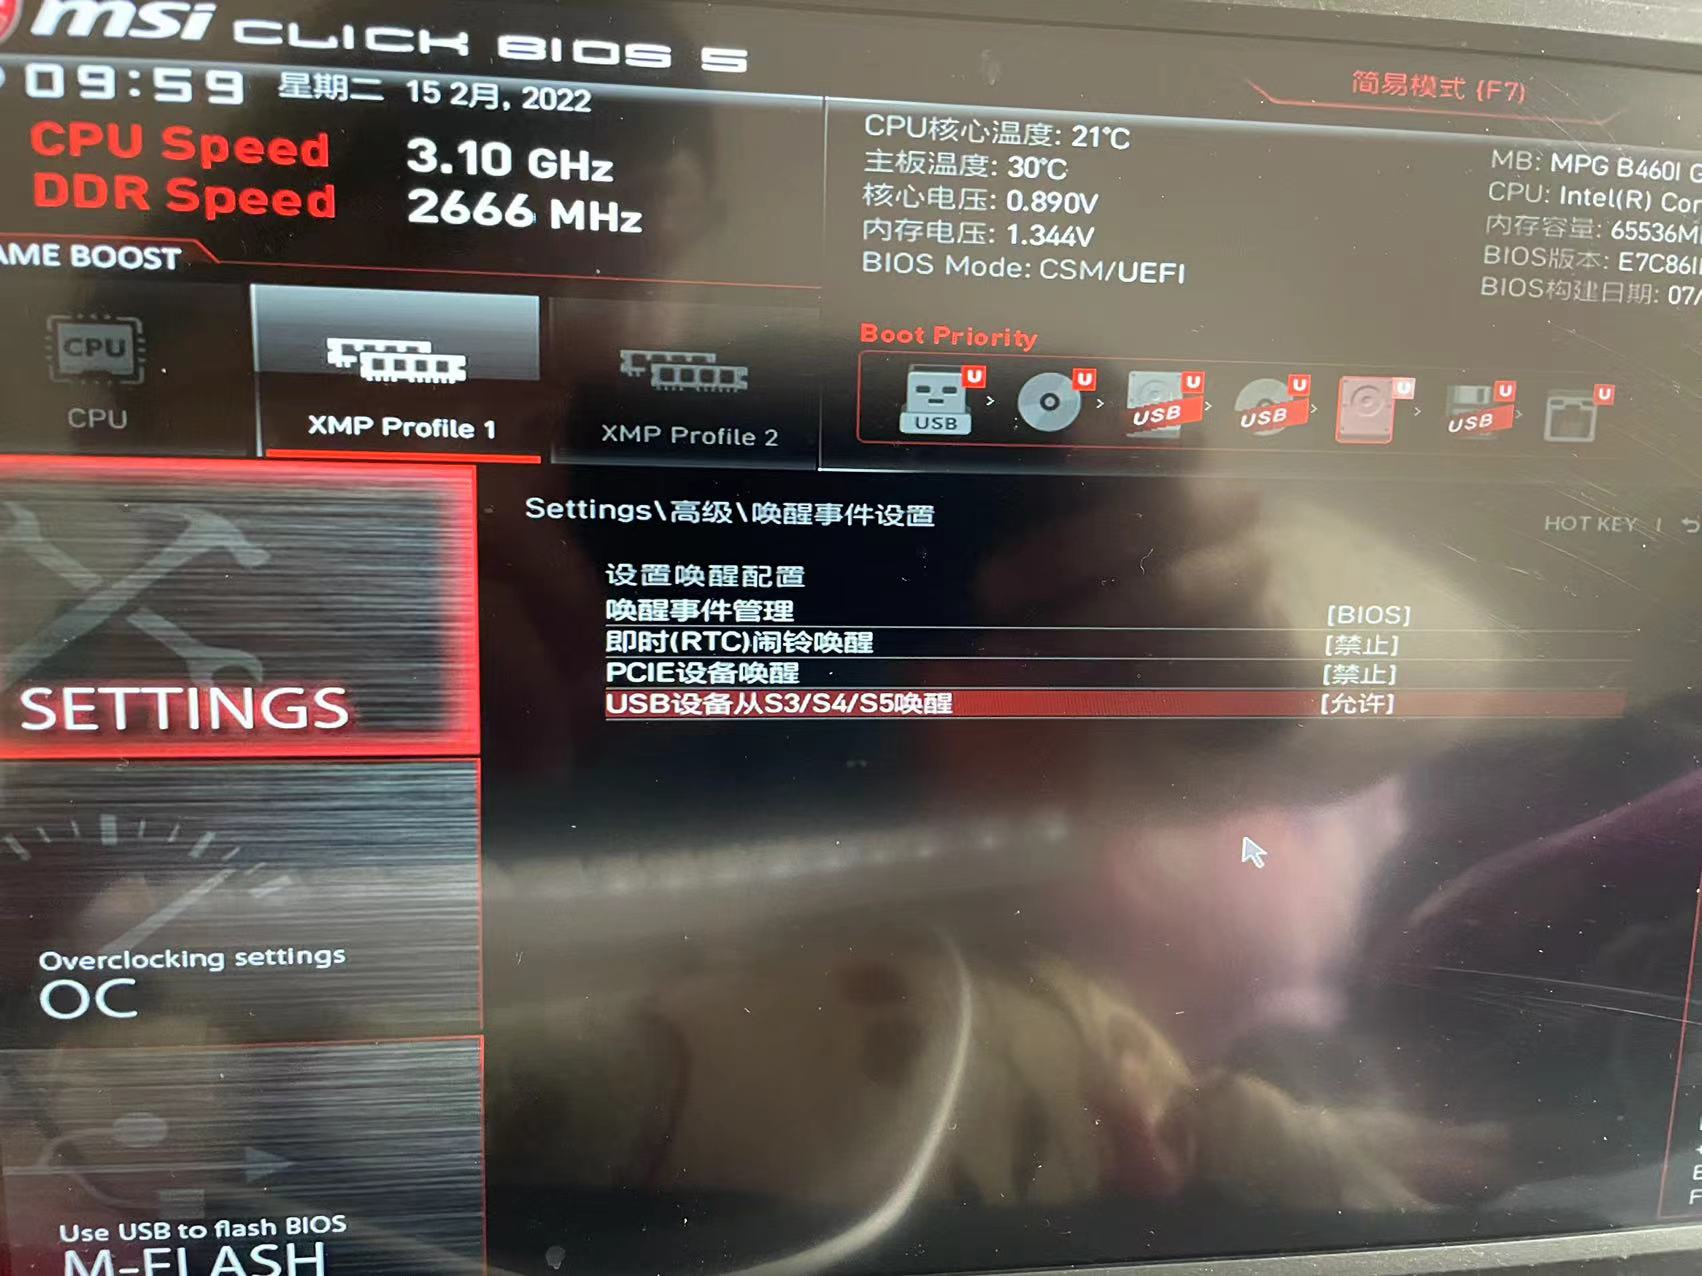 msi CLICK BIOS 5
09:59 星期二 15 2月, 2022
简易模式 (F7)
CPU Speed 3.10 GHz
DDR Speed 2666 MHz
CPU核心温度: 21°C
主板温度: 30°C
核心电压: 0.890V
内存电压: 1.344V
BIOS Mode: CSM/UEFI
MB: MPG B460I G
CPU: Intel(R) Cor
内存容量: 65536M
BIOS版本: E7C86I
BIOS构建日期: 07/
AME BOOST
CPU
XMP Profile 1
XMP Profile 2
Boot Priority
U U U U U U U
USB USB USB USB
SETTINGS
Settings\高级\唤醒事件设置
HOT KEY
设置唤醒配置
唤醒事件管理 [BIOS]
即时(RTC)闹铃唤醒 [禁止]
PCIE设备唤醒 [禁止]
USB设备从S3/S4/S5唤醒 [允许]
Overclocking settings
OC
Use USB to flash BIOS
M-FLASH